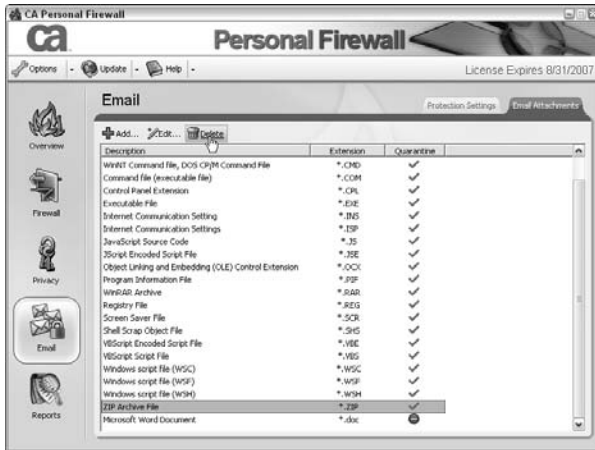 CA Personal Firewall
ca
Personal Firewall
Options
Update
Help
License Expires 8/31/2007
Email
Protection Settings
Email Attachments
Add... Edit... Delete
Description Extension Quarantine
WinNT Command file, DOS CP/M Command File *.CMD
Command file (executable file) *.COM
Control Panel Extension *.CPL
Executable File *.EXE
Internet Communication Setting *.INS
Internet Communication Settings *.ISP
JavaScript Source Code *.JS
JScript Encoded Script File *.JSE
Object Linking and Embedding (OLE) Control Extension *.OCX
Program Information File *.PIF
WinRAR Archive *.RAR
Registry File *.REG
Screen Saver File *.SCR
Shell Scrap Object File *.SHS
VBScript Encoded Script File *.VBE
VBScript Script File *.VBS
Windows script file (WSC) *.WSC
Windows script file (WSF) *.WSF
Windows script file (WSH) *.WSH
ZIP Archive File *.ZIP
Microsoft Word Document *.doc
Overview
Firewall
Privacy
Email
Reports